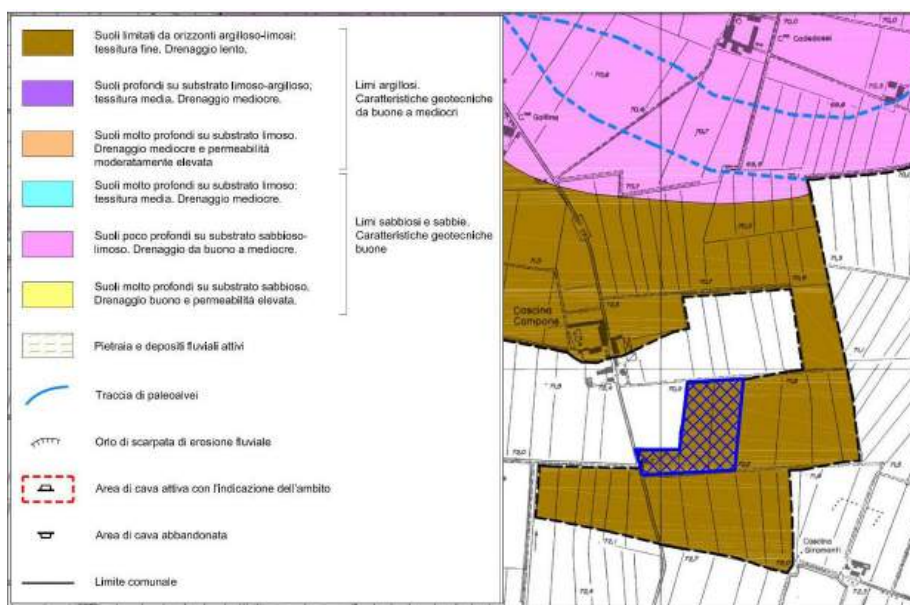 Suoli limitati da orizzonti argilloso-limosi:
tessitura fine. Drenaggio lento.
Suoli profondi su substrato limoso-argilloso;
tessitura media. Drenaggio mediocre.
Suoli molto profondi su substrato limoso.
Drenaggio mediocre e permeabilità
moderatamente elevata
Limi argillosi.
Caratteristiche geotecniche
da buone a mediocri
Suoli molto profondi su substrato limoso:
tessitura media. Drenaggio mediocre.
Suoli poco profondi su substrato sabbioso-
limoso. Drenaggio da buono a mediocre.
Suoli molto profondi su substrato sabbioso.
Drenaggio buono e permeabilità elevata.
Limi sabbiosi e sabbie.
Caratteristiche geotecniche
buone
Pietraia e depositi fluviali attivi
Traccia di paleoalvei
Orlo di scarpata di erosione fluviale
Area di cava attiva con l'indicazione dell'ambito
Area di cava abbandonata
Limite comunale
Cadedossi
Cascina
Campone
Cascina